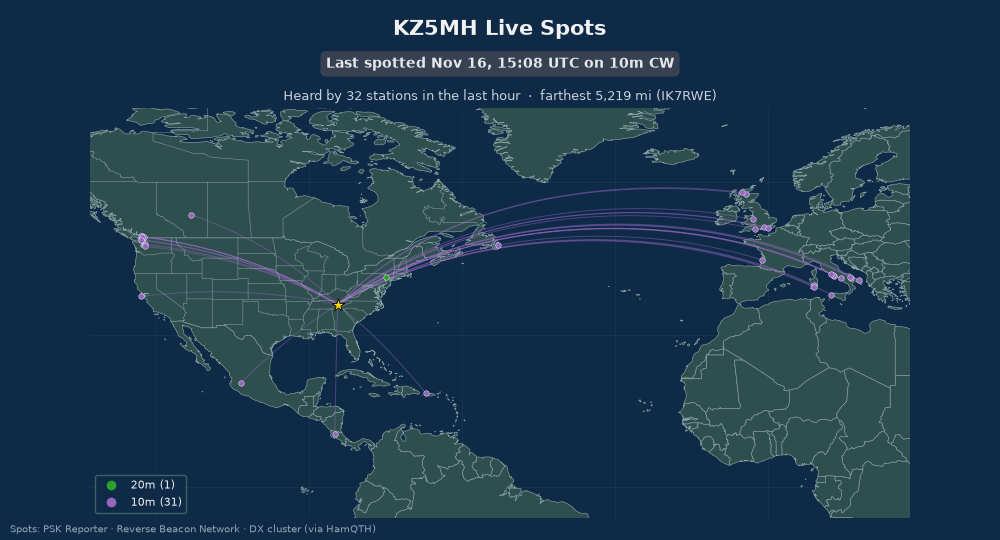 KZ5MH Live Spots
Last spotted Nov 16, 15:08 UTC on 10m CW
Heard by 32 stations in the last hour · farthest 5,219 mi (IK7RWE)
20m (1)
10m (31)
Spots: PSK Reporter · Reverse Beacon Network · DX cluster (via HamQTH)